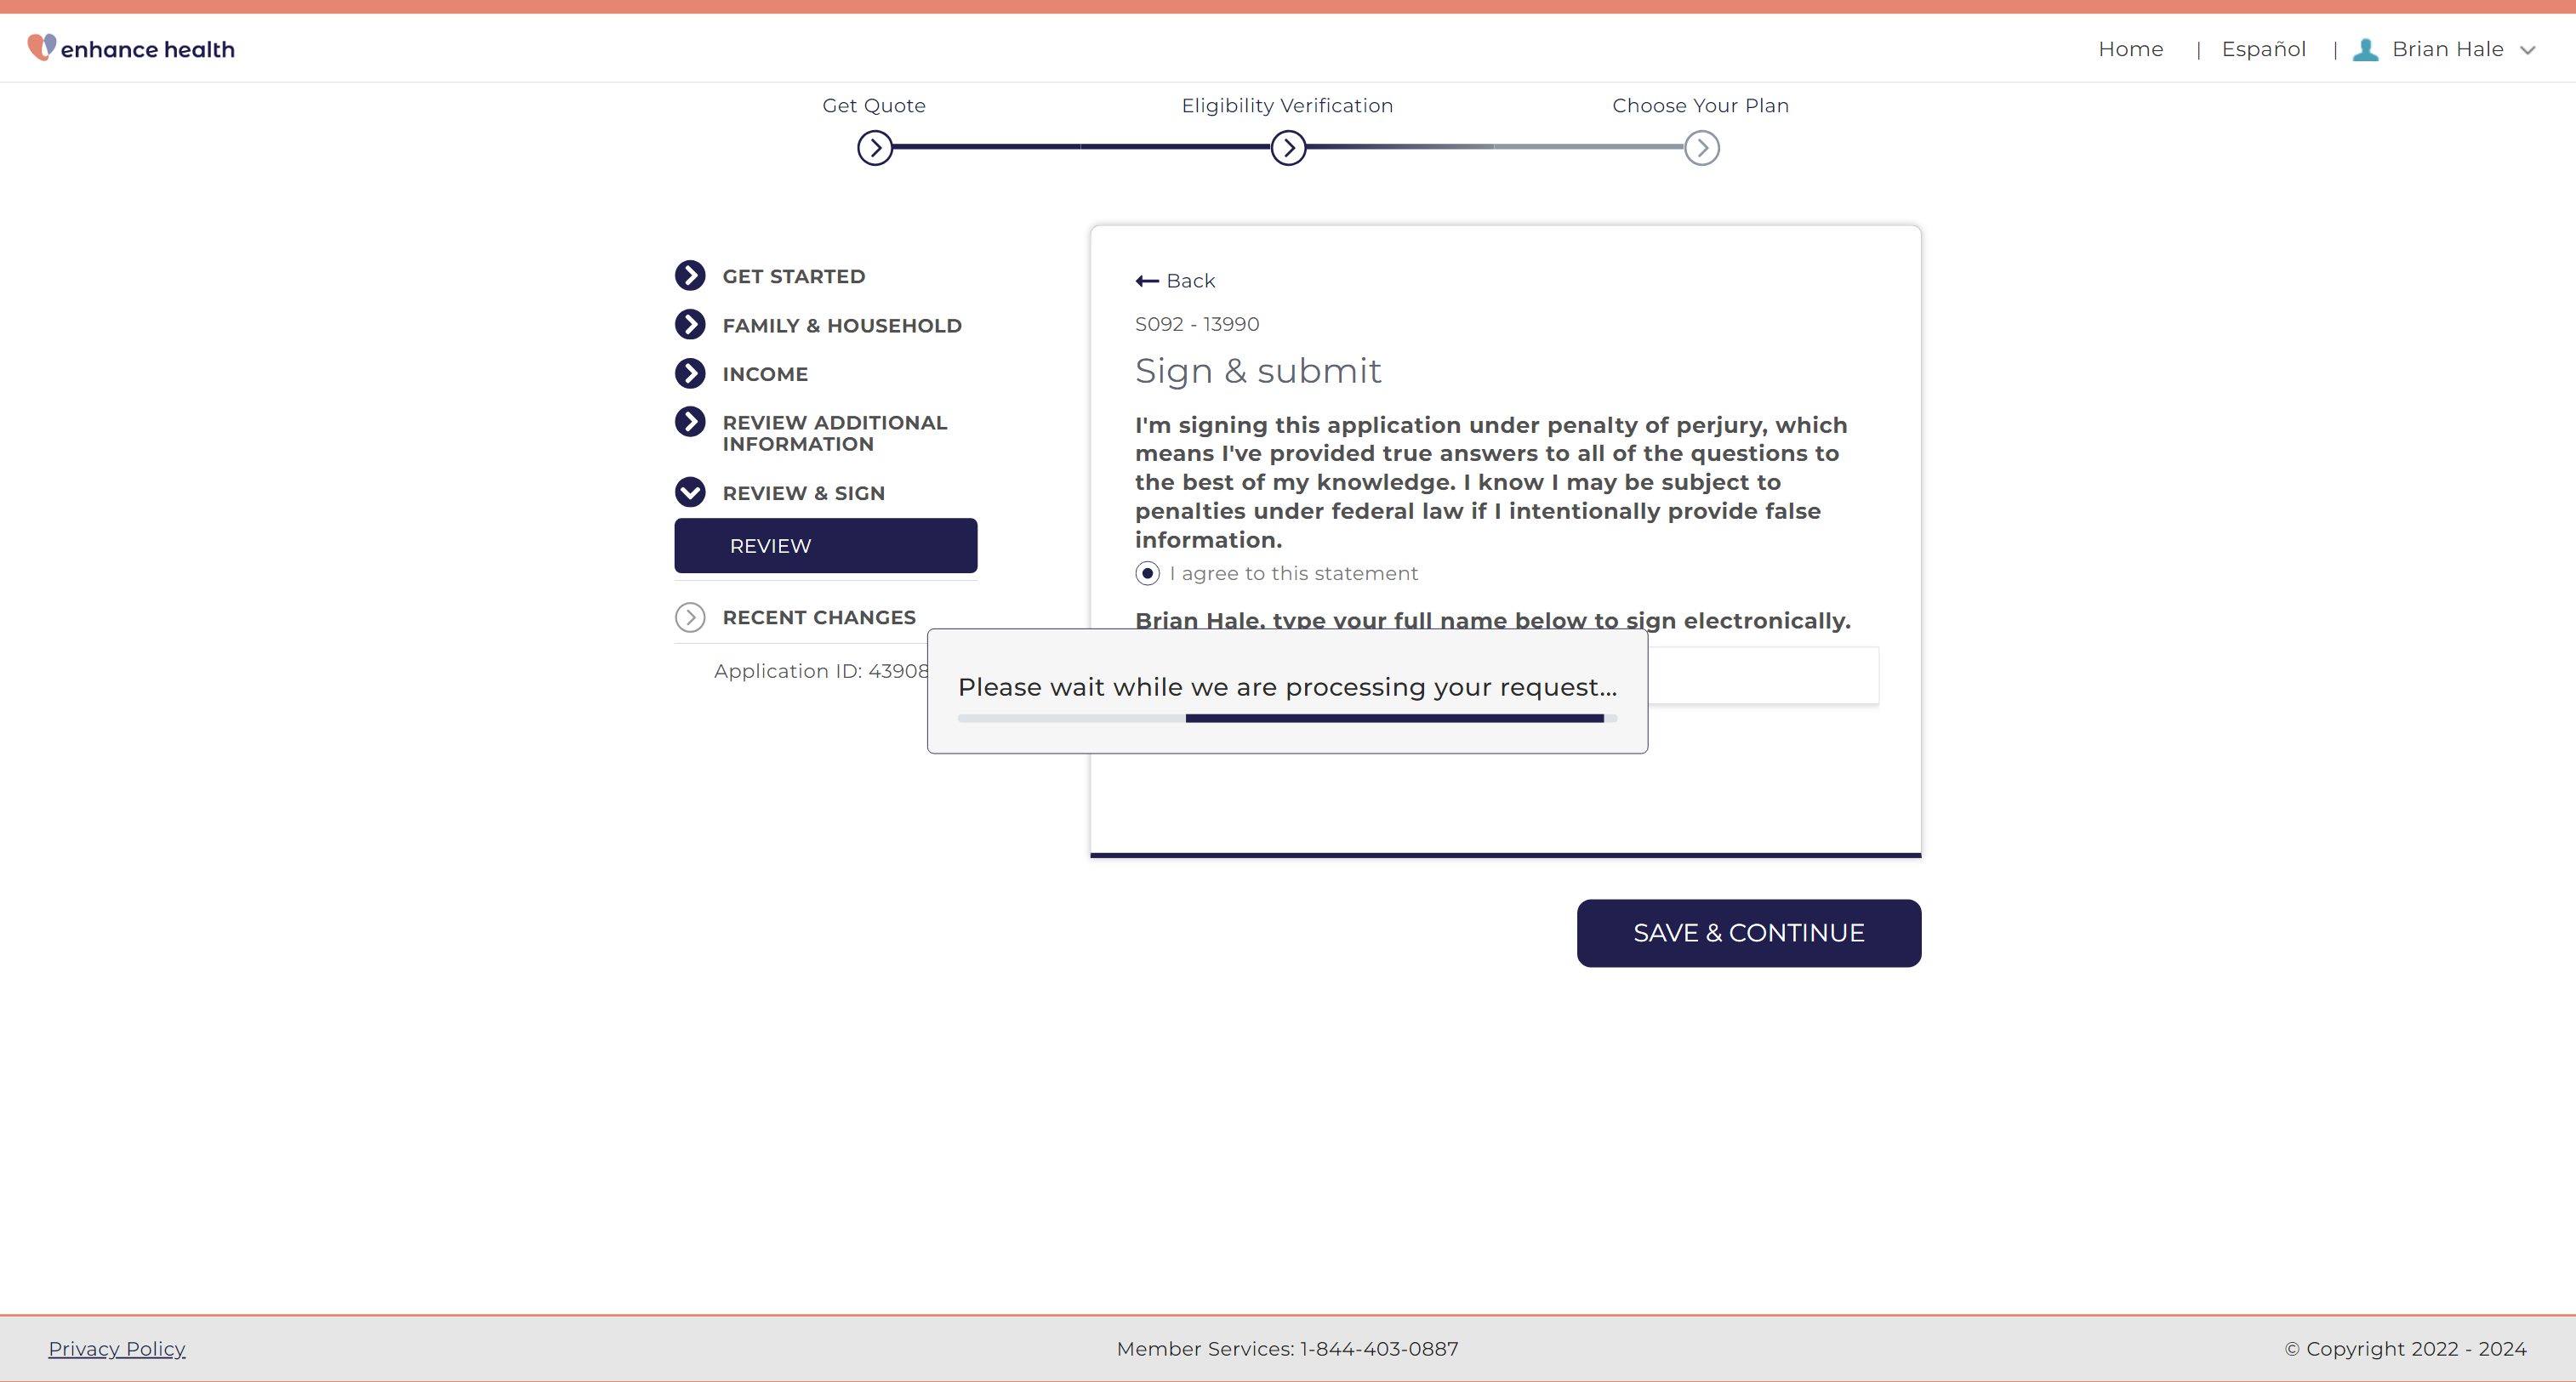 enhance health
Home | Español | Brian Hale
Get Quote Eligibility Verification Choose Your Plan
GET STARTED
FAMILY & HOUSEHOLD
INCOME
REVIEW ADDITIONAL
INFORMATION
REVIEW & SIGN
REVIEW
RECENT CHANGES
Application ID: 43908
Back
S092 - 13990
Sign & submit
I'm signing this application under penalty of perjury, which
means I've provided true answers to all of the questions to
the best of my knowledge. I know I may be subject to
penalties under federal law if I intentionally provide false
information.
I agree to this statement
Brian Hale, type your full name below to sign electronically.
Please wait while we are processing your request...
SAVE & CONTINUE
Privacy Policy Member Services: 1-844-403-0887 © Copyright 2022 - 2024